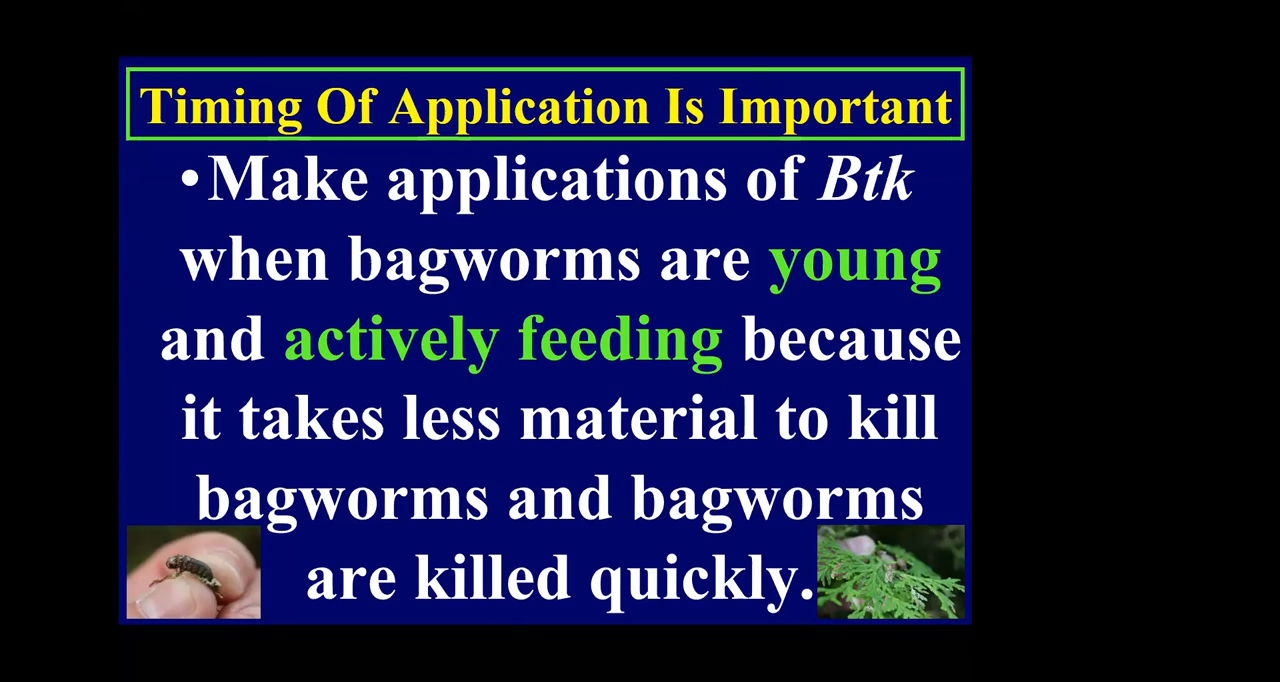 Timing Of Application Is Important
•Make applications of Btk
when bagworms are young
and actively feeding because
it takes less material to kill
bagworms and bagworms
are killed quickly.